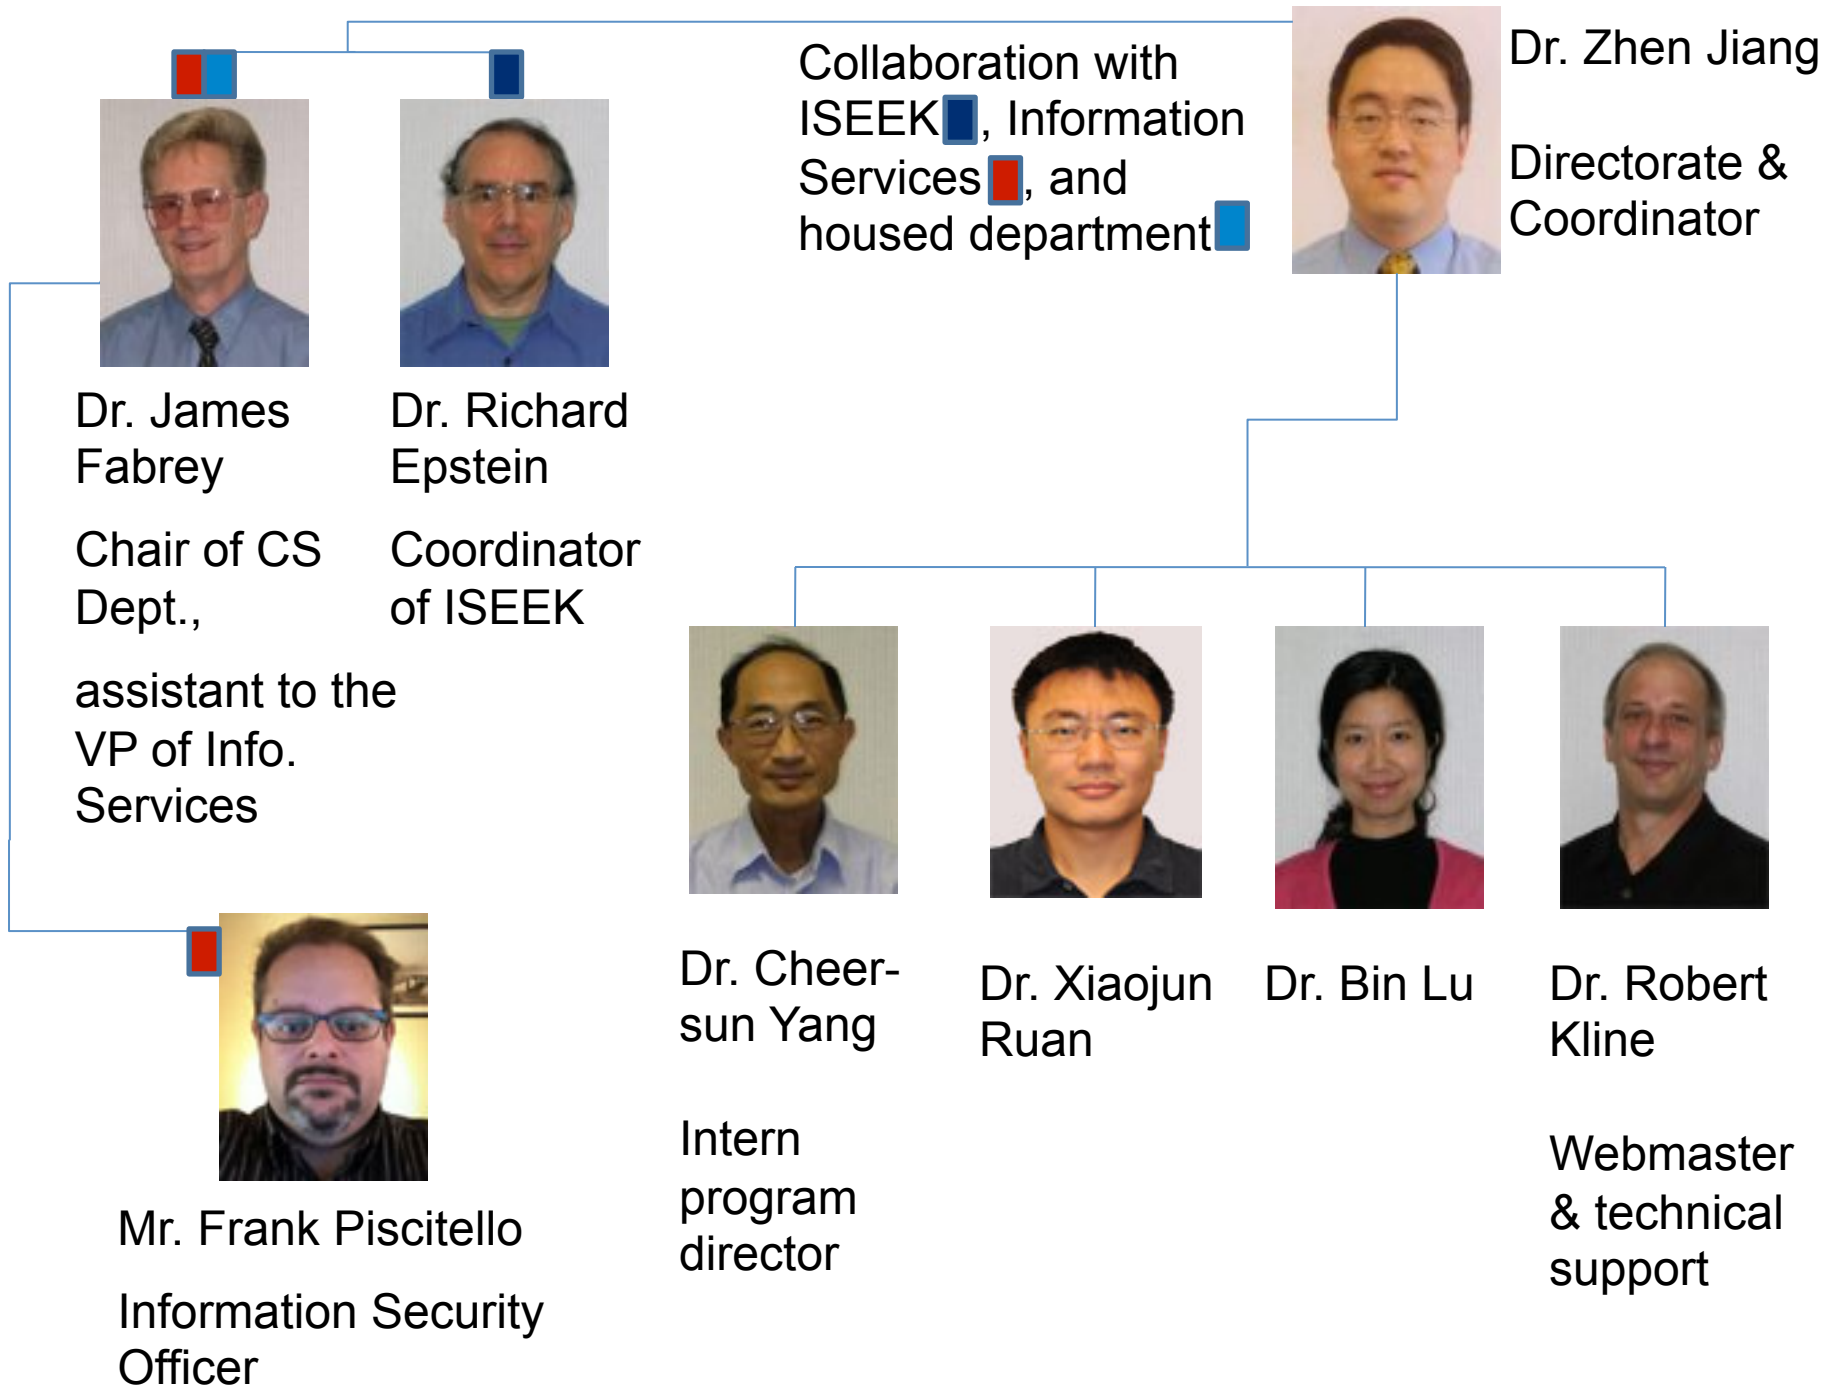 Collaboration with
ISEEK, Information
Services, and
housed department
Dr. Zhen Jiang
Directorate &
Coordinator
Dr. James
Fabrey
Chair of CS
Dept.,
assistant to the
VP of Info.
Services
Dr. Richard
Epstein
Coordinator
of ISEEK
Mr. Frank Piscitello
Information Security
Officer
Dr. Cheer-
sun Yang
Intern
program
director
Dr. Xiaojun
Ruan
Dr. Bin Lu
Dr. Robert
Kline
Webmaster
& technical
support